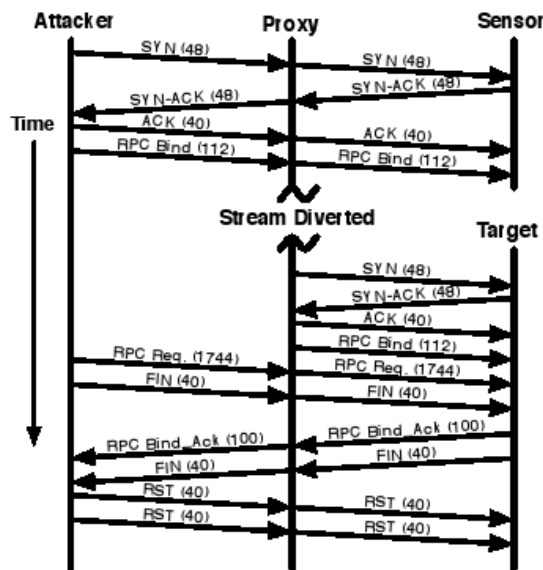 Attacker Proxy Sensor
SYN (48)
SYN (48)
SYN-ACK (48)
SYN-ACK (48)
Time
ACK (40)
ACK (40)
RPC Bind (112)
RPC Bind (112)
Stream Diverted
Target
SYN (48)
SYN-ACK (48)
ACK (40)
RPC Bind (112)
RPC Req. (1744)
RPC Req. (1744)
FIN (40)
FIN (40)
RPC Bind_Ack (100)
RPC Bind_Ack (100)
FIN (40)
FIN (40)
RST (40)
RST (40)
RST (40)
RST (40)